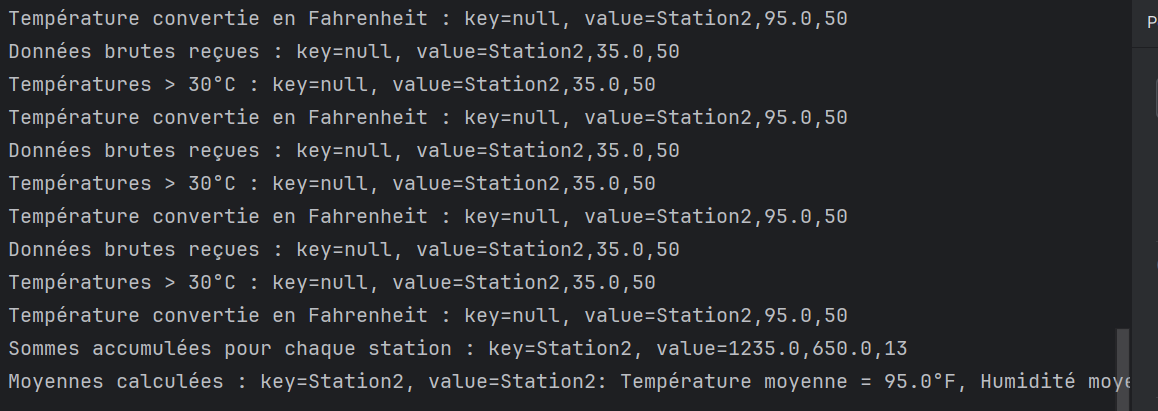 Température convertie en Fahrenheit : key=null, value=Station2,95.0,50
Données brutes reçues : key=null, value=Station2,35.0,50
Températures > 30°C : key=null, value=Station2,35.0,50
Température convertie en Fahrenheit : key=null, value=Station2,95.0,50
Données brutes reçues : key=null, value=Station2,35.0,50
Températures > 30°C : key=null, value=Station2,35.0,50
Température convertie en Fahrenheit : key=null, value=Station2,95.0,50
Données brutes reçues : key=null, value=Station2,35.0,50
Températures > 30°C : key=null, value=Station2,35.0,50
Température convertie en Fahrenheit : key=null, value=Station2,95.0,50
Sommes accumulées pour chaque station : key=Station2, value=1235.0,650.0,13
Moyennes calculées : key=Station2, value=Station2: Température moyenne = 95.0°F, Humidité moye
P